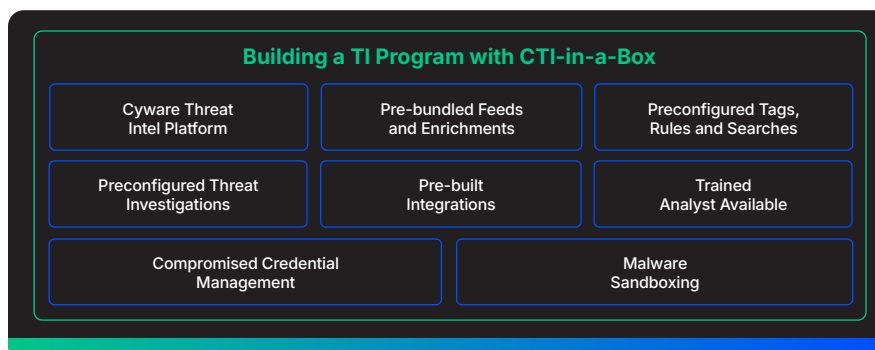 Building a TI Program with CTI-in-a-Box
Cyware Threat
Intel Platform
Pre-bundled Feeds
and Enrichments
Preconfigured Tags,
Rules and Searches
Preconfigured Threat
Investigations
Pre-built
Integrations
Trained
Analyst Available
Compromised Credential
Management
Malware
Sandboxing